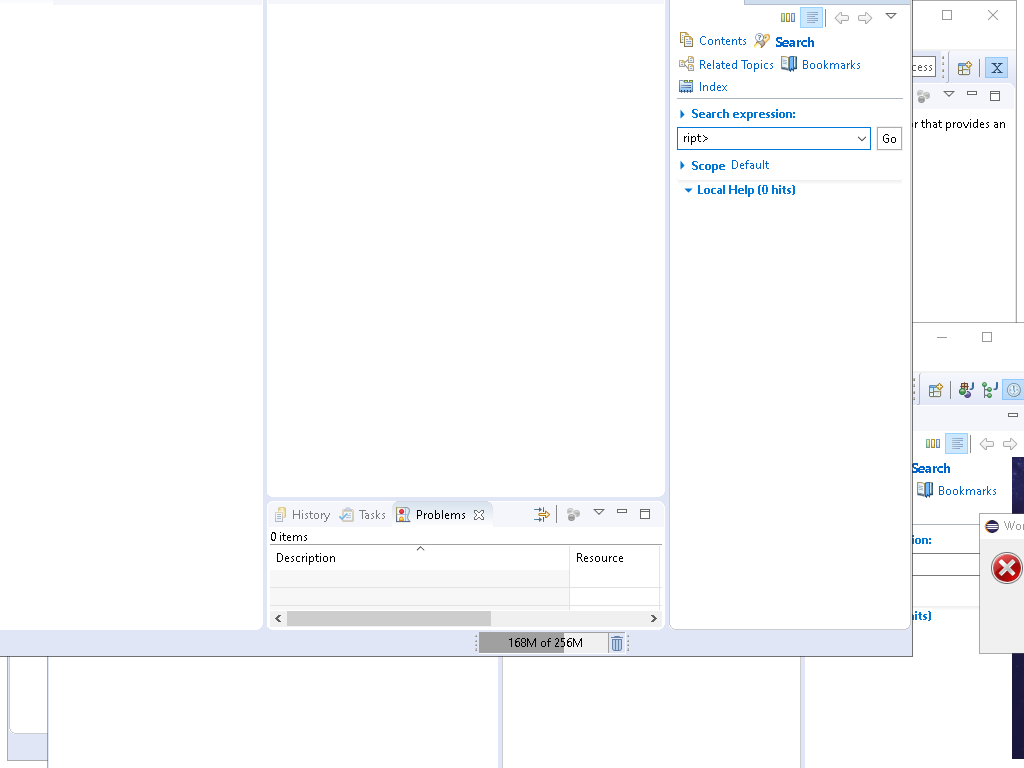 Contents
Search
Related Topics
Bookmarks
Index
Search expression:
ript>
Go
Scope
Default
Local Help (0 hits)
History
Tasks
Problems
0 items
Description
Resource
168M of 256M
cess
r that provides an
Search
Bookmarks
ion:
its)
Wor